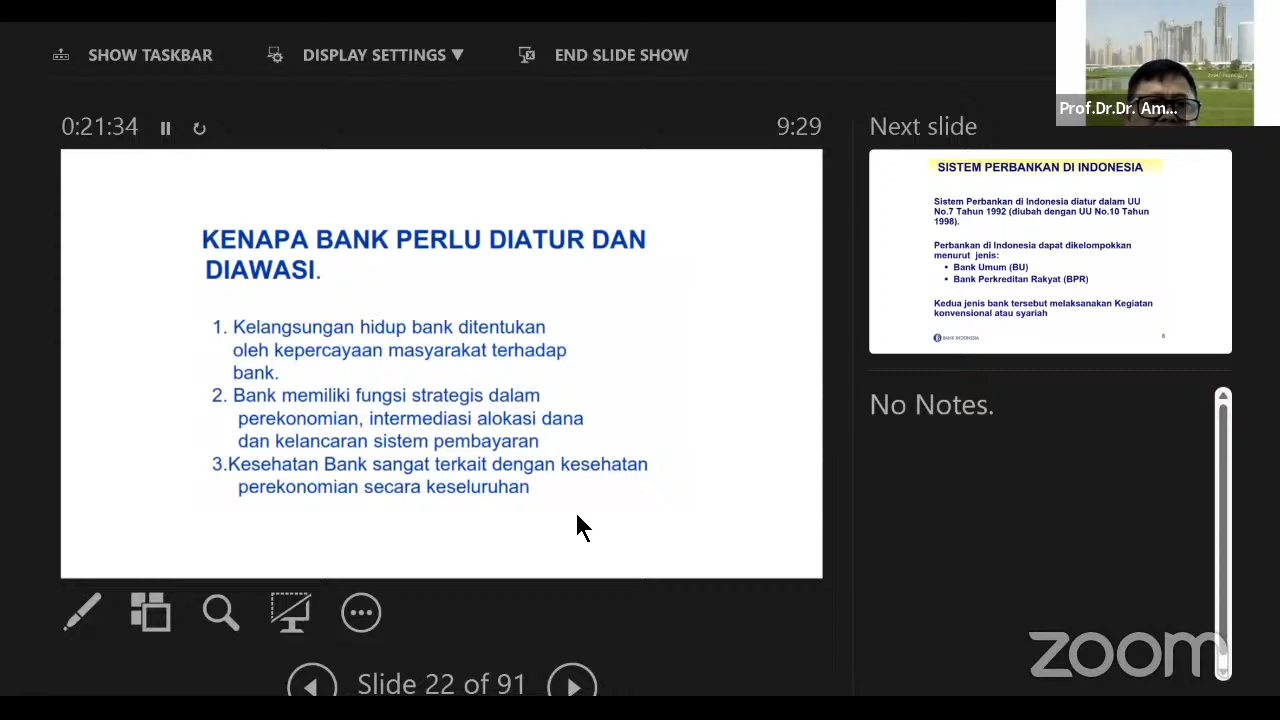 SHOW TASKBAR
DISPLAY SETTINGS ▼
END SLIDE SHOW
Prof.Dr.Dr. Am...
0:21:34
9:29
Next slide
KENAPA BANK PERLU DIATUR DAN
DIAWASI.
1. Kelangsungan hidup bank ditentukan
oleh kepercayaan masyarakat terhadap
bank.
2. Bank memiliki fungsi strategis dalam
perekonomian, intermediasi alokasi dana
dan kelancaran sistem pembayaran
3.Kesehatan Bank sangat terkait dengan kesehatan
perekonomian secara keseluruhan
SISTEM PERBANKAN DI INDONESIA
Sistem Perbankan di Indonesia diatur dalam UU
No.7 Tahun 1992 (diubah dengan UU No.10 Tahun
1998).
Perbankan di Indonesia dapat dikelompokkan
menurut jenis:
• Bank Umum (BU)
• Bank Perkreditan Rakyat (BPR)
Kedua jenis bank tersebut melaksanakan Kegiatan
konvensional atau syariah
BANK INDONESIA
No Notes.
Slide 22 of 91
zoom